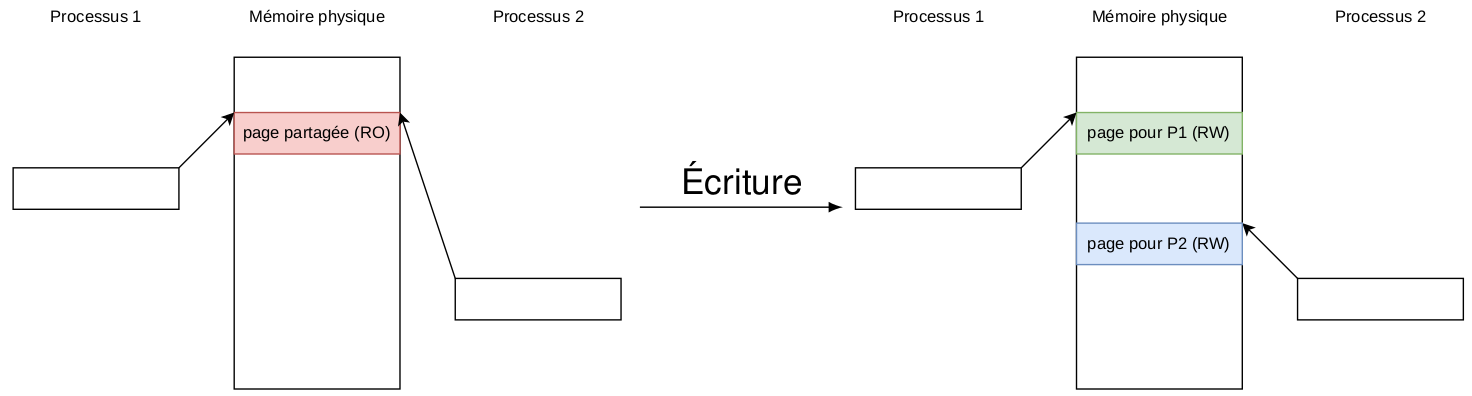 Processus 1
Mémoire physique
Processus 2
page partagée (RO)
Écriture
Processus 1
Mémoire physique
Processus 2
page pour P1 (RW)
page pour P2 (RW)